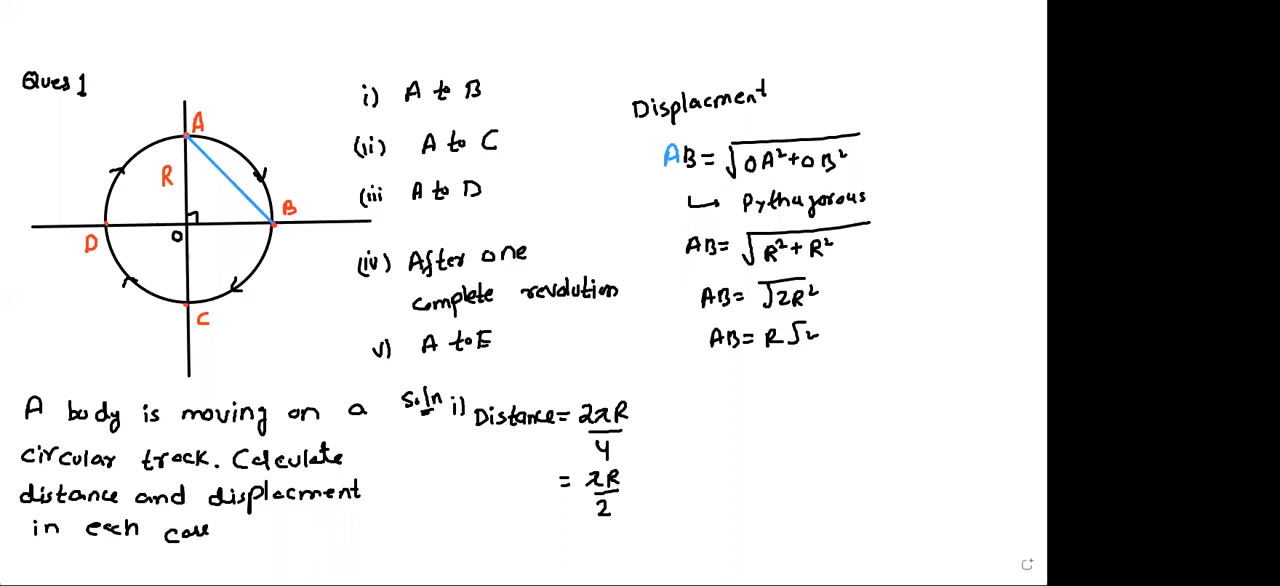 Ques 1
A
R
B
O
D
C
i) A to B
(ii) A to C
(iii A to D
(iv) After one
complete revolution
v) A to E
Displacment
AB = √OA²+OB²
↳ Pythagorous
AB = √R²+R²
AB = √2R²
AB = R√2
A body is moving on a
circular track. Calculate
distance and displacment
in each case
Soln i) Distance = 2πR/4
= πR/2